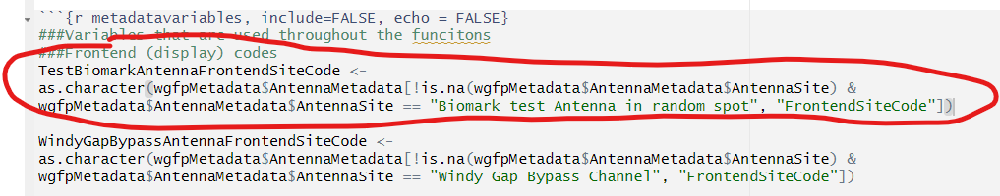 ```{r metadatavariables, include=FALSE, echo = FALSE}
###Variables that are used throughout the funcitons
###Frontend (display) codes
TestBiomarkAntennaFrontendSiteCode <-
as.character(wgfpMetadata$AntennaMetadata[!is.na(wgfpMetadata$AntennaMetadata$AntennaSite) &
wgfpMetadata$AntennaMetadata$AntennaSite == "Biomark test Antenna in random spot", "FrontendSiteCode"])
WindyGapBypassAntennaFrontendSiteCode <-
as.character(wgfpMetadata$AntennaMetadata[!is.na(wgfpMetadata$AntennaMetadata$AntennaSite) &
wgfpMetadata$AntennaMetadata$AntennaSite == "Windy Gap Bypass Channel", "FrontendSiteCode"])